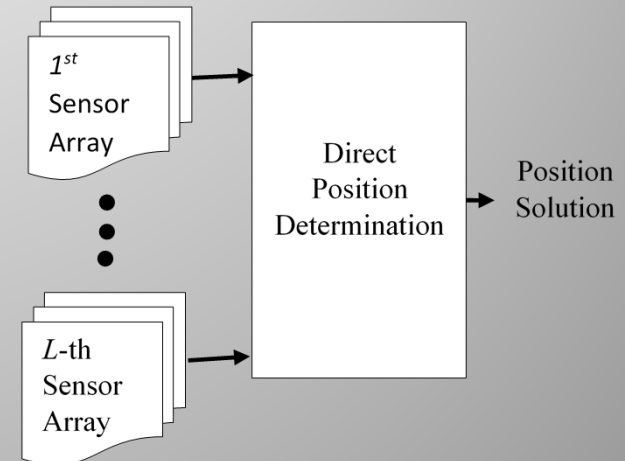 1st
Sensor
Array
Direct
Position
Determination
Position
Solution
L-th
Sensor
Array